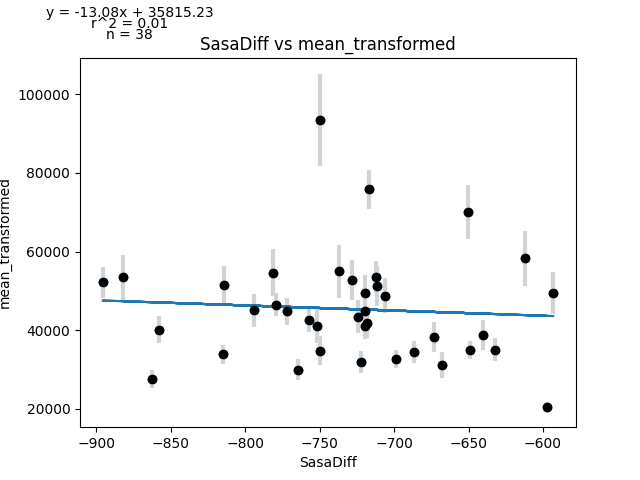 y = -13.08x + 35815.23
r^2 = 0.01
n = 38
SasaDiff vs mean_transformed
100000
80000
60000
40000
20000
mean_transformed
−900 −850 −800 −750 −700 −650 −600
SasaDiff